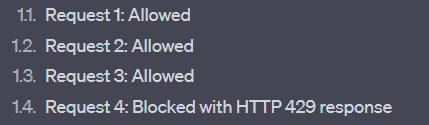 1.1. Request 1: Allowed
1.2. Request 2: Allowed
1.3. Request 3: Allowed
1.4. Request 4: Blocked with HTTP 429 response